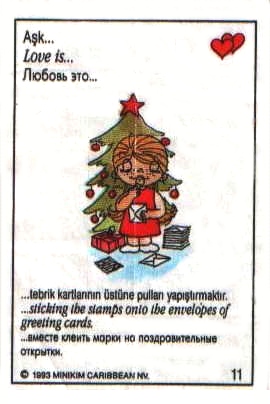 Aşk...
Love is...
Любовь это...
...tebrik kartlarının üstüne pulları yapıştırmaktır.
...sticking the stamps onto the envelopes of
greeting cards.
...вместе клеить марки но поздравительные
открытки.
© 1993 MINIKIM CARIBBEAN NV.
11